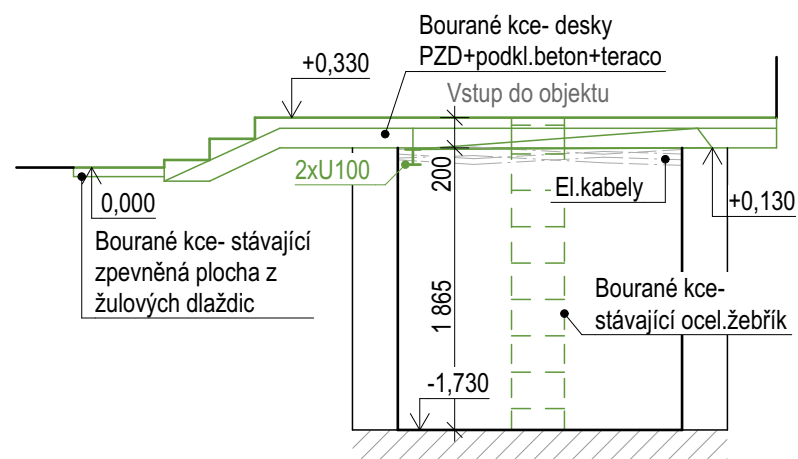 Bourané kce- desky
PZD+podkl.beton+teraco
+0,330
Vstup do objektu
2xU100
200
El.kabely
0,000
+0,130
Bourané kce- stávající
zpevněná plocha z
žulových dlaždic
1 865
Bourané kce-
stávající ocel.žebřík
-1,730